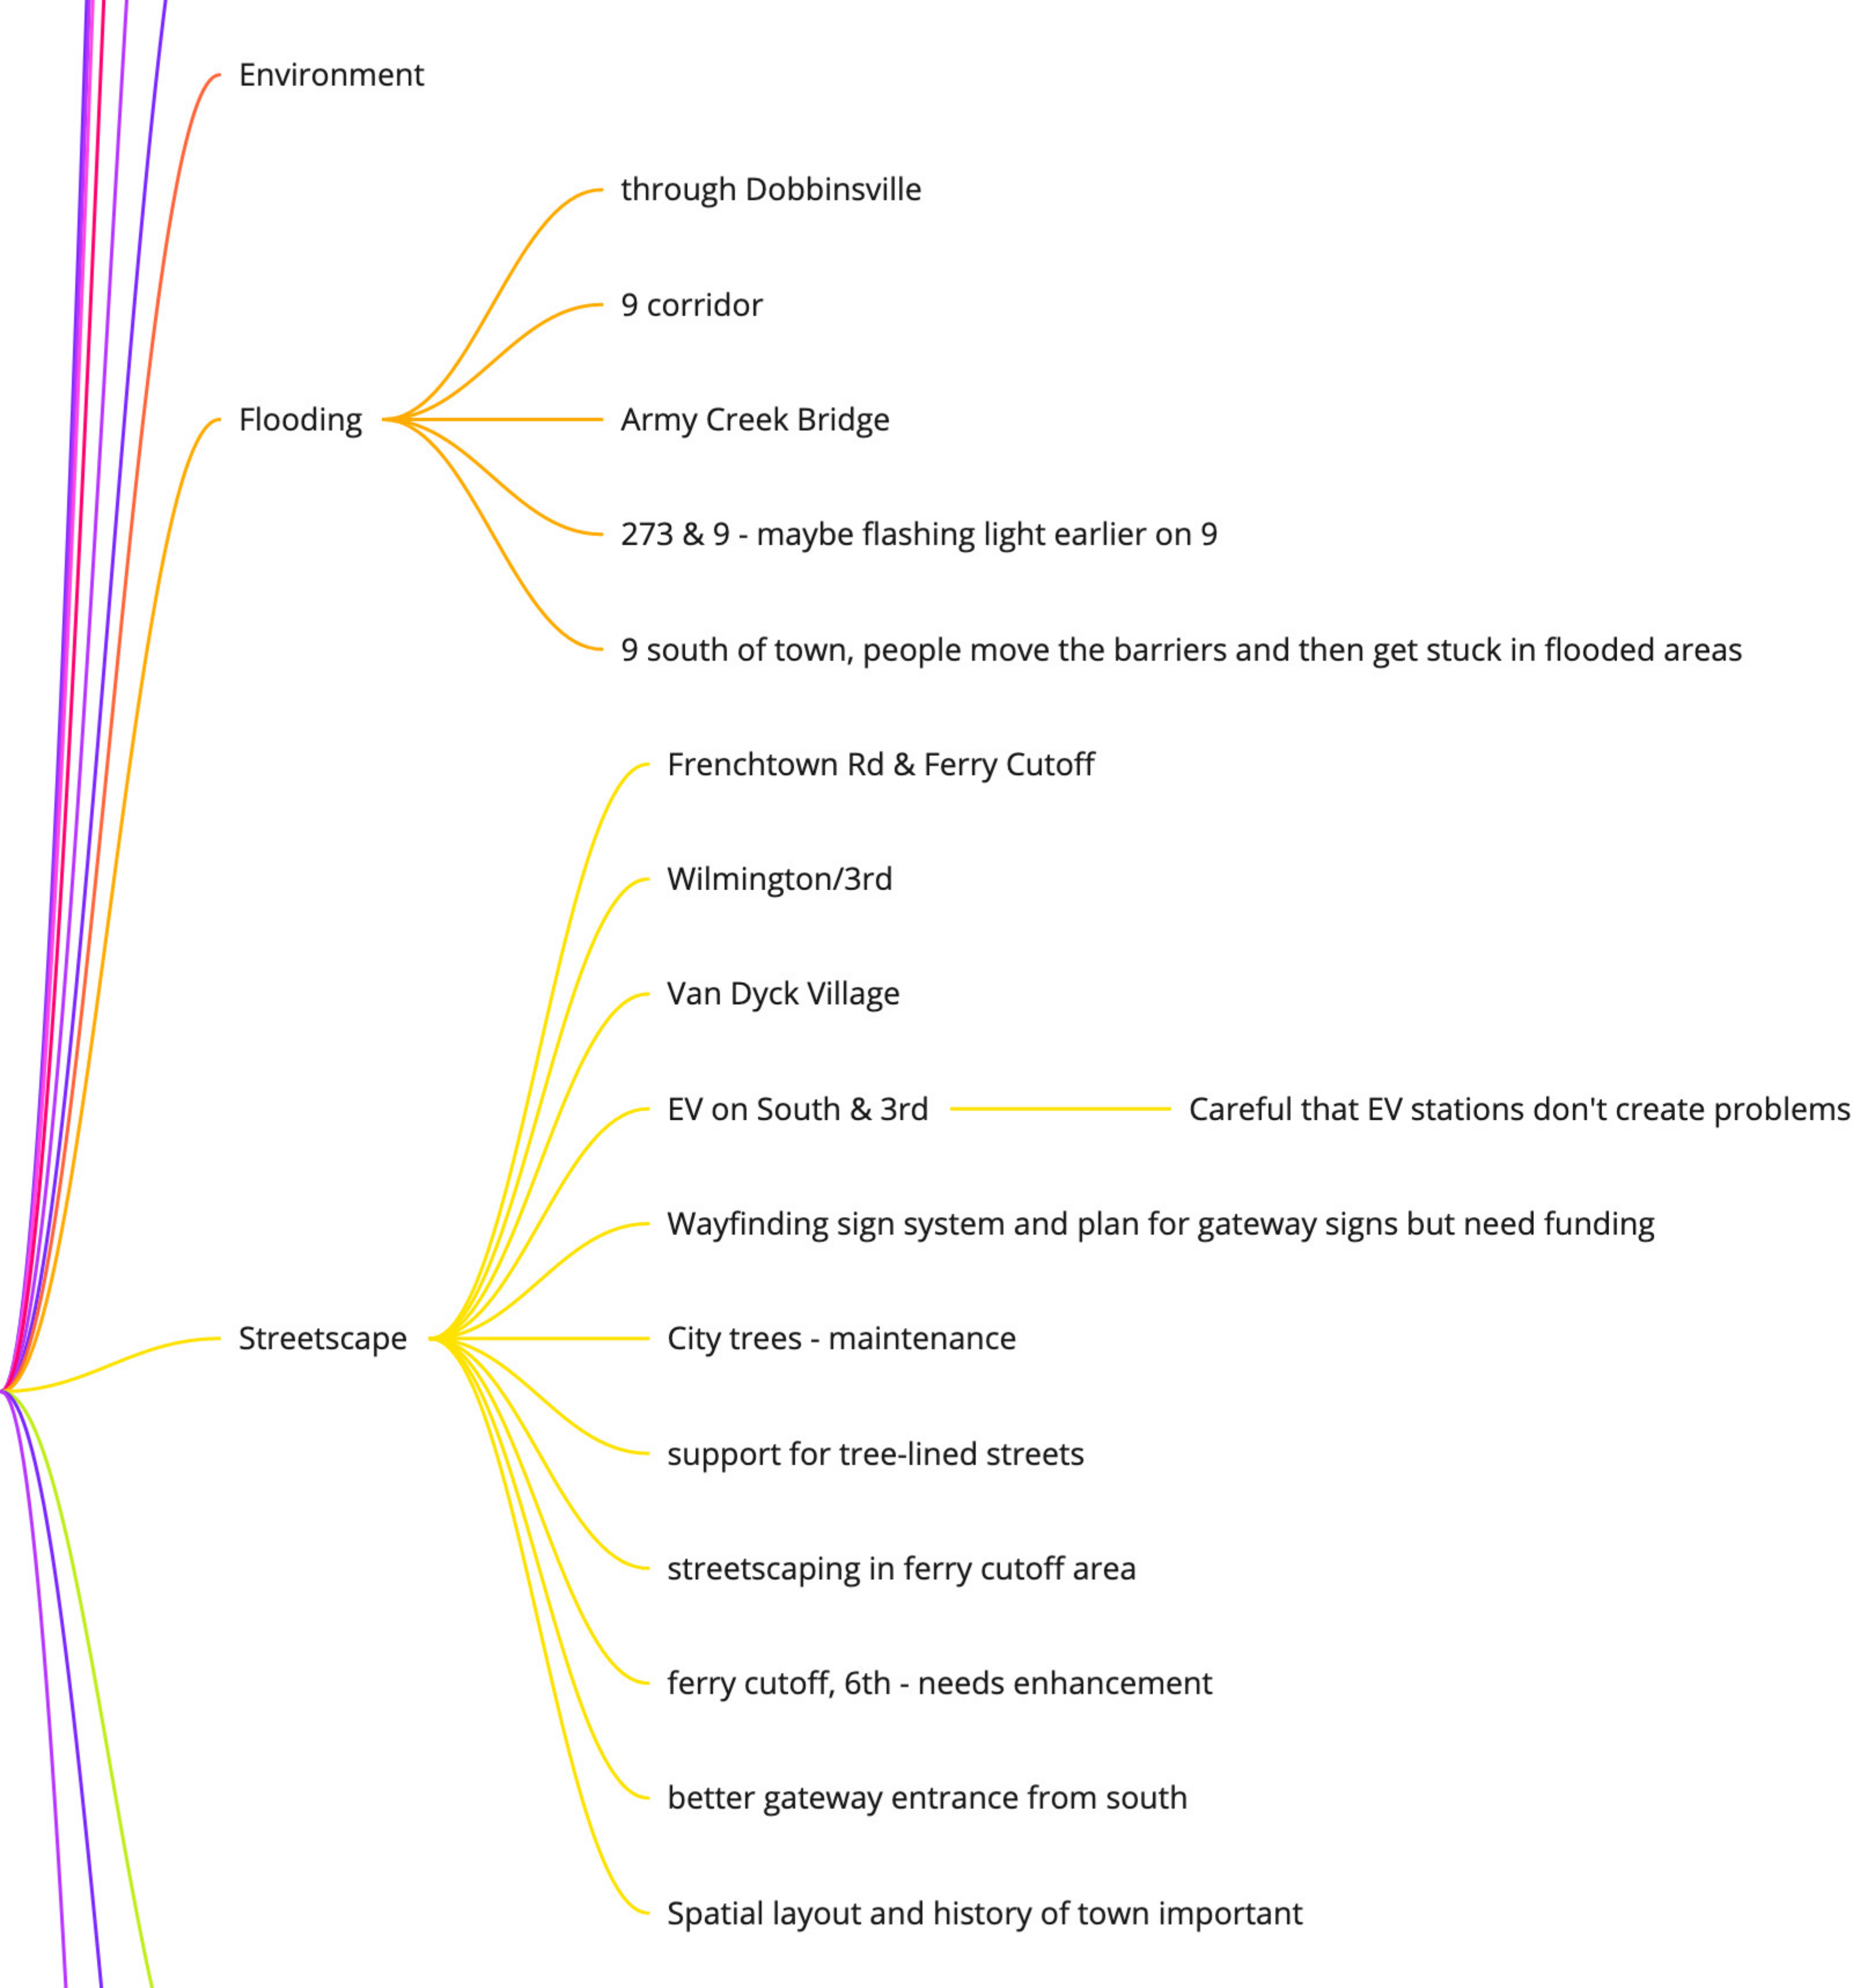 Environment
Flooding
through Dobbinsville
9 corridor
Army Creek Bridge
273 & 9 - maybe flashing light earlier on 9
9 south of town, people move the barriers and then get stuck in flooded areas
Streetscape
Frenchtown Rd & Ferry Cutoff
Wilmington/3rd
Van Dyck Village
EV on South & 3rd
Careful that EV stations don't create problems
Wayfinding sign system and plan for gateway signs but need funding
City trees - maintenance
support for tree-lined streets
streetscaping in ferry cutoff area
ferry cutoff, 6th - needs enhancement
better gateway entrance from south
Spatial layout and history of town important